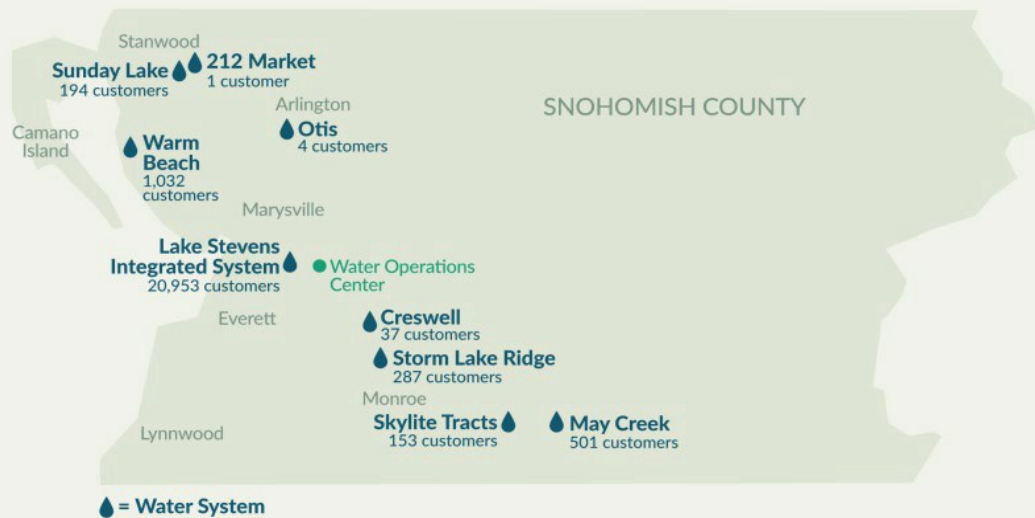 Stanwood
212 Market
1 customer
Sunday Lake
194 customers
Arlington
SNOHOMISH COUNTY
Otis
4 customers
Camano
Island
Warm
Beach
1,032
customers
Marysville
Lake Stevens
Integrated System
20,953 customers
Water Operations
Center
Everett
Creswell
37 customers
Storm Lake Ridge
287 customers
Monroe
Skylite Tracts
153 customers
May Creek
501 customers
Lynnwood
= Water System